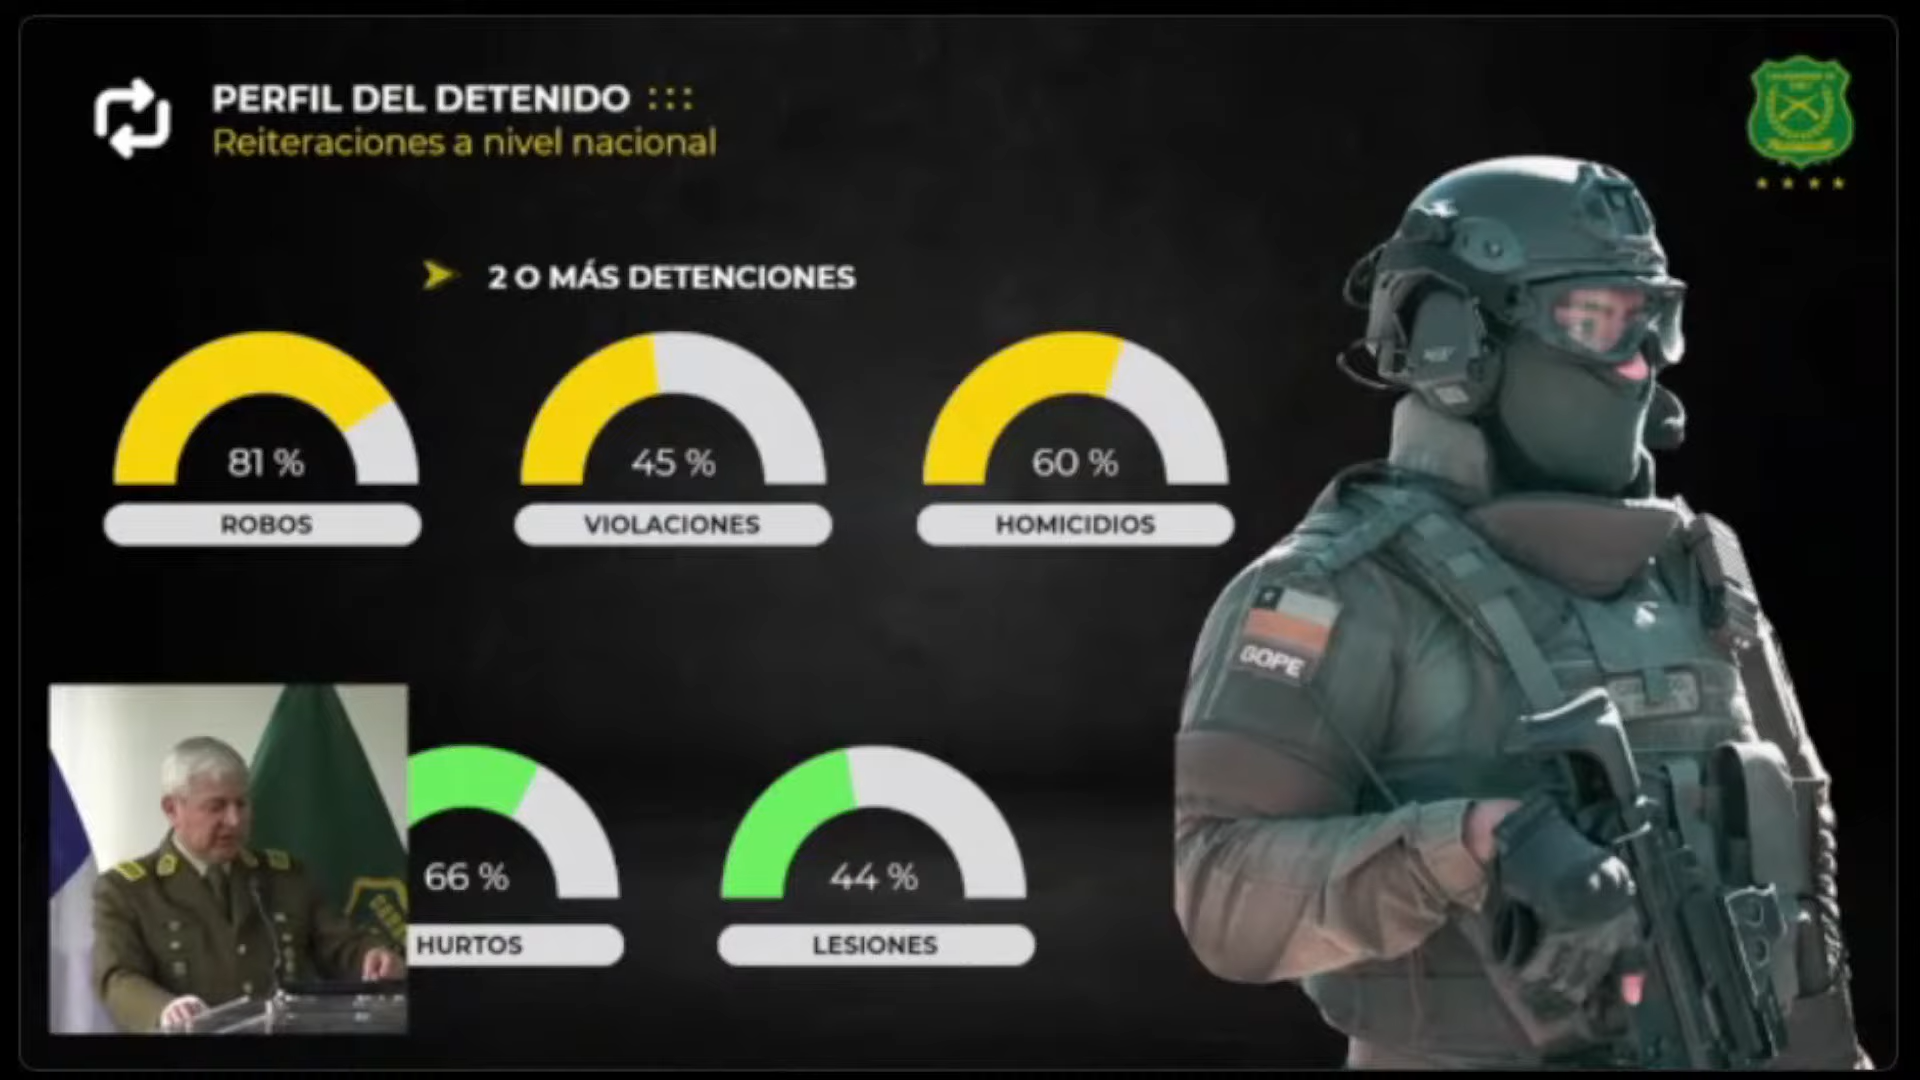 PERFIL DEL DETENIDO
Reiteraciones a nivel nacional
2 O MÁS DETENCIONES
81 %
45 %
60 %
ROBOS
VIOLACIONES
HOMICIDIOS
GOPE
66 %
44 %
HURTOS
LESIONES